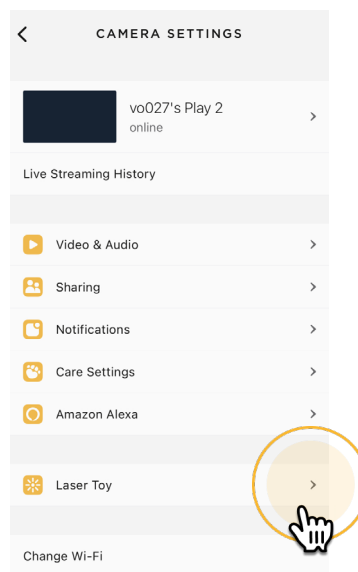 CAMERA SETTINGS
vo027's Play 2
online
Live Streaming History
Video & Audio
Sharing
Notifications
Care Settings
Amazon Alexa
Laser Toy
Change Wi-Fi